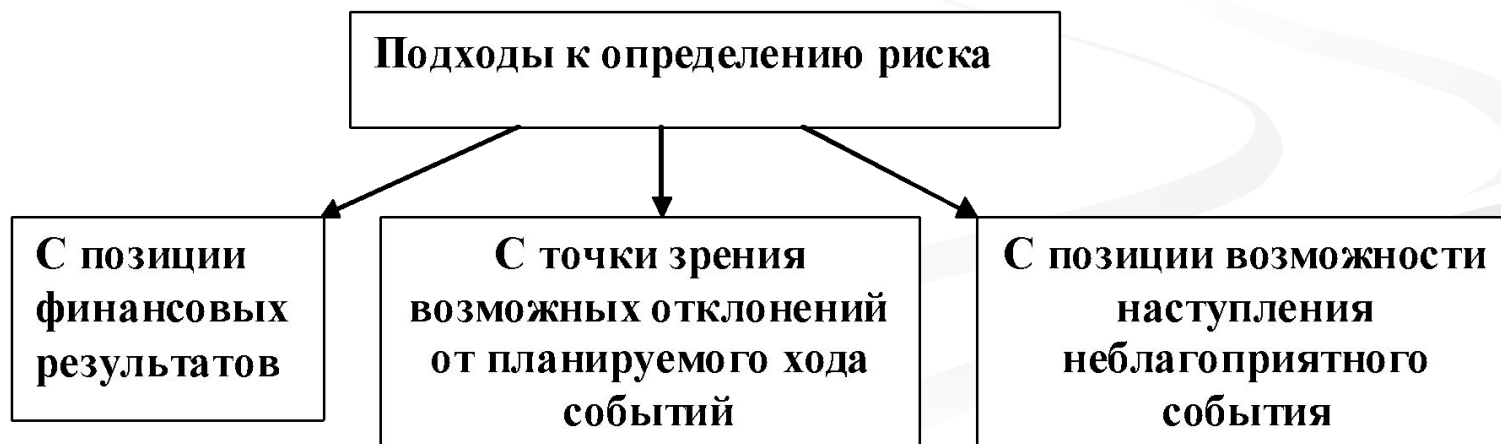 Подходы к определению риска
С позиции
финансовых
результатов
С точки зрения
возможных отклонений
от планируемого хода
событий
С позиции возможности
наступления
неблагоприятного
события